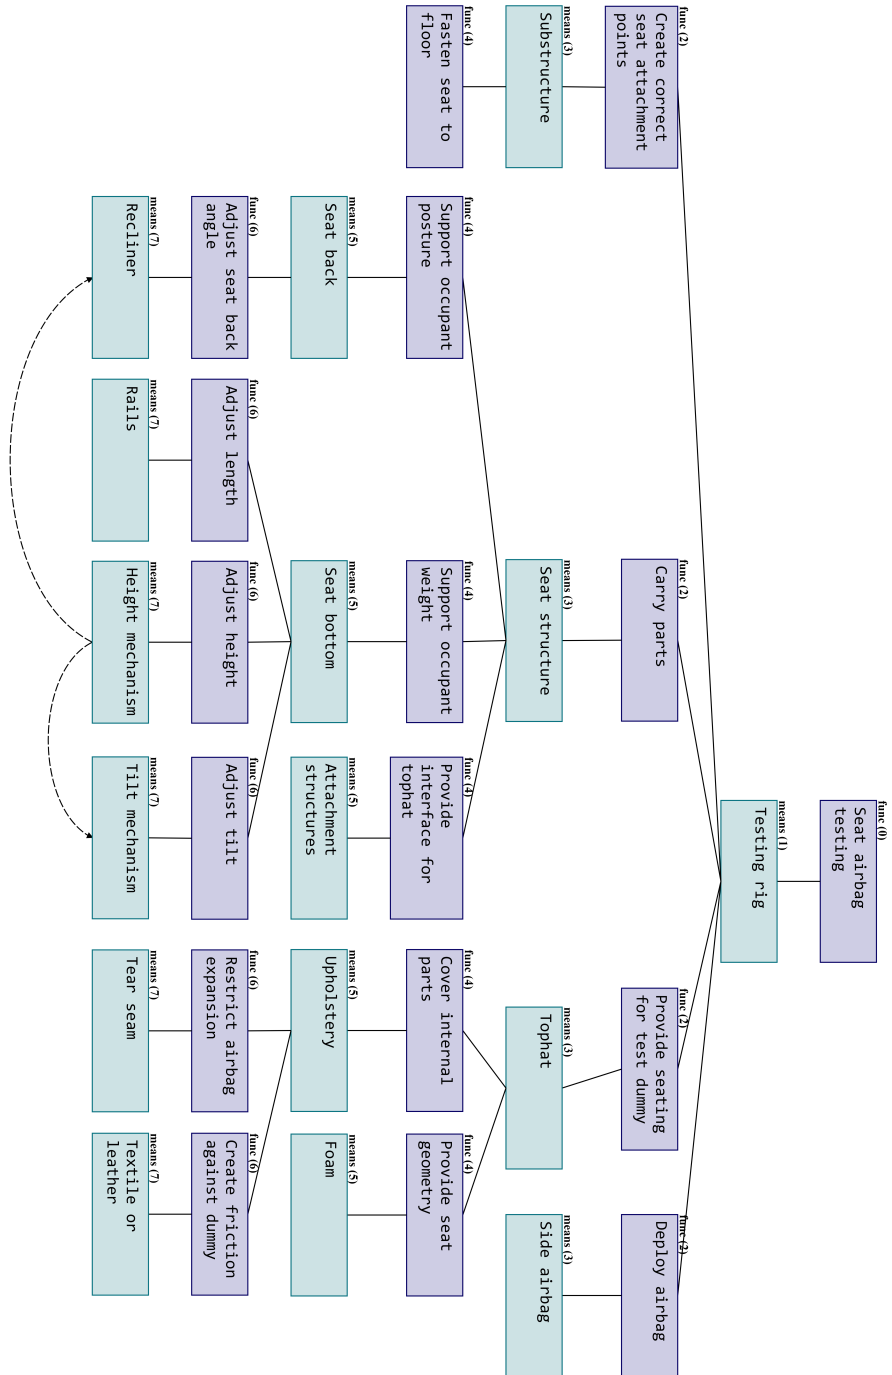 func (0)
Seat airbag
testing
means (1)
Testing rig
func (2)
Create correct
seat attachment
points
func (2)
Carry parts
func (2)
Provide seating
for test dummy
func (2)
Deploy airbag
means (3)
Substructure
means (3)
Seat structure
means (3)
Tophat
means (3)
Side airbag
func (4)
Fasten seat to
floor
func (4)
Support occupant
posture
func (4)
Support occupant
weight
func (4)
Provide
interface for
tophat
func (4)
Cover internal
parts
func (4)
Provide seat
geometry
means (5)
Seat back
means (5)
Seat bottom
means (5)
Attachment
structures
means (5)
Upholstery
means (5)
Foam
func (6)
Adjust seat back
angle
func (6)
Adjust length
func (6)
Adjust height
func (6)
Adjust tilt
func (6)
Restrict airbag
expansion
func (6)
Create friction
against dummy
means (7)
Recliner
means (7)
Rails
means (7)
Height mechanism
means (7)
Tilt mechanism
means (7)
Tear seam
means (7)
Textile or
leather